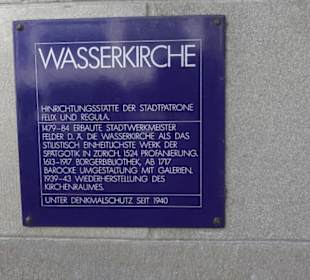 WASSERKIRCHE
HINRICHTUNGSSTÄTTE DER STADTPATRONE
FELIX UND REGULA.
1479–84 ERBAUTE STADTWERKMEISTER
FELDER D. Ä. DIE WASSERKIRCHE ALS DAS
STILISTISCH EINHEITLICHSTE WERK DER
SPÄTGOTIK IN ZÜRICH. 1524 PROFANIERUNG.
1613–1917 BÜRGERBIBLIOTHEK, AB 1717
BAROCKE UMGESTALTUNG MIT GALERIEN.
1939–43 WIEDERHERSTELLUNG DES
KIRCHENRAUMES.
UNTER DENKMALSCHUTZ SEIT 1940